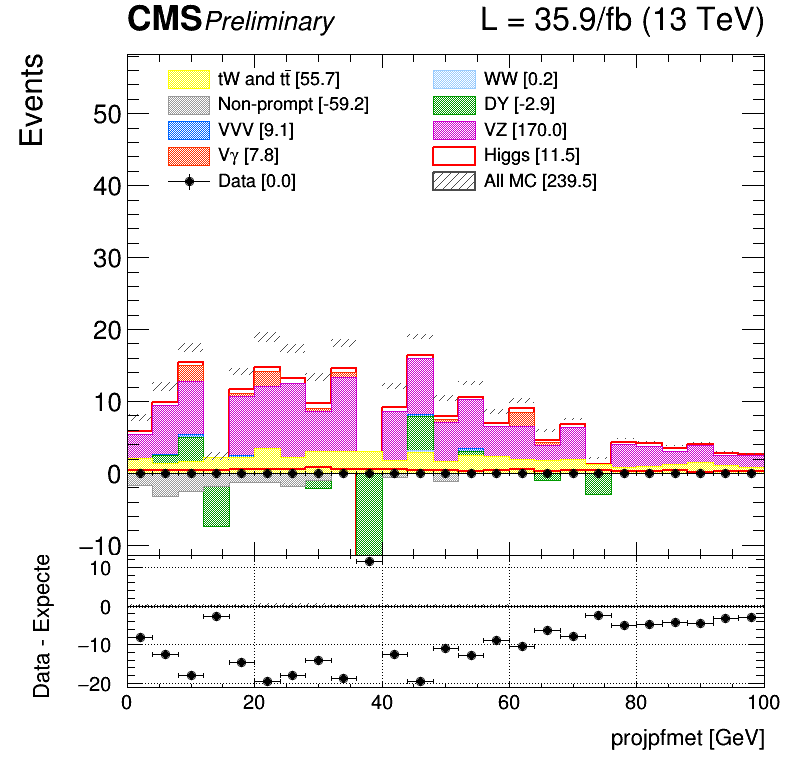 CMS Preliminary L = 35.9/fb (13 TeV)
Events
tW and tt̄ [55.7] WW [0.2]
Non-prompt [-59.2] DY [-2.9]
VVV [9.1] VZ [170.0]
Vγ [7.8] Higgs [11.5]
Data [0.0] All MC [239.5]
50
40
30
20
10
0
−10
Data - Expecte
10
0
−10
−20
0 20 40 60 80 100
projpfmet [GeV]